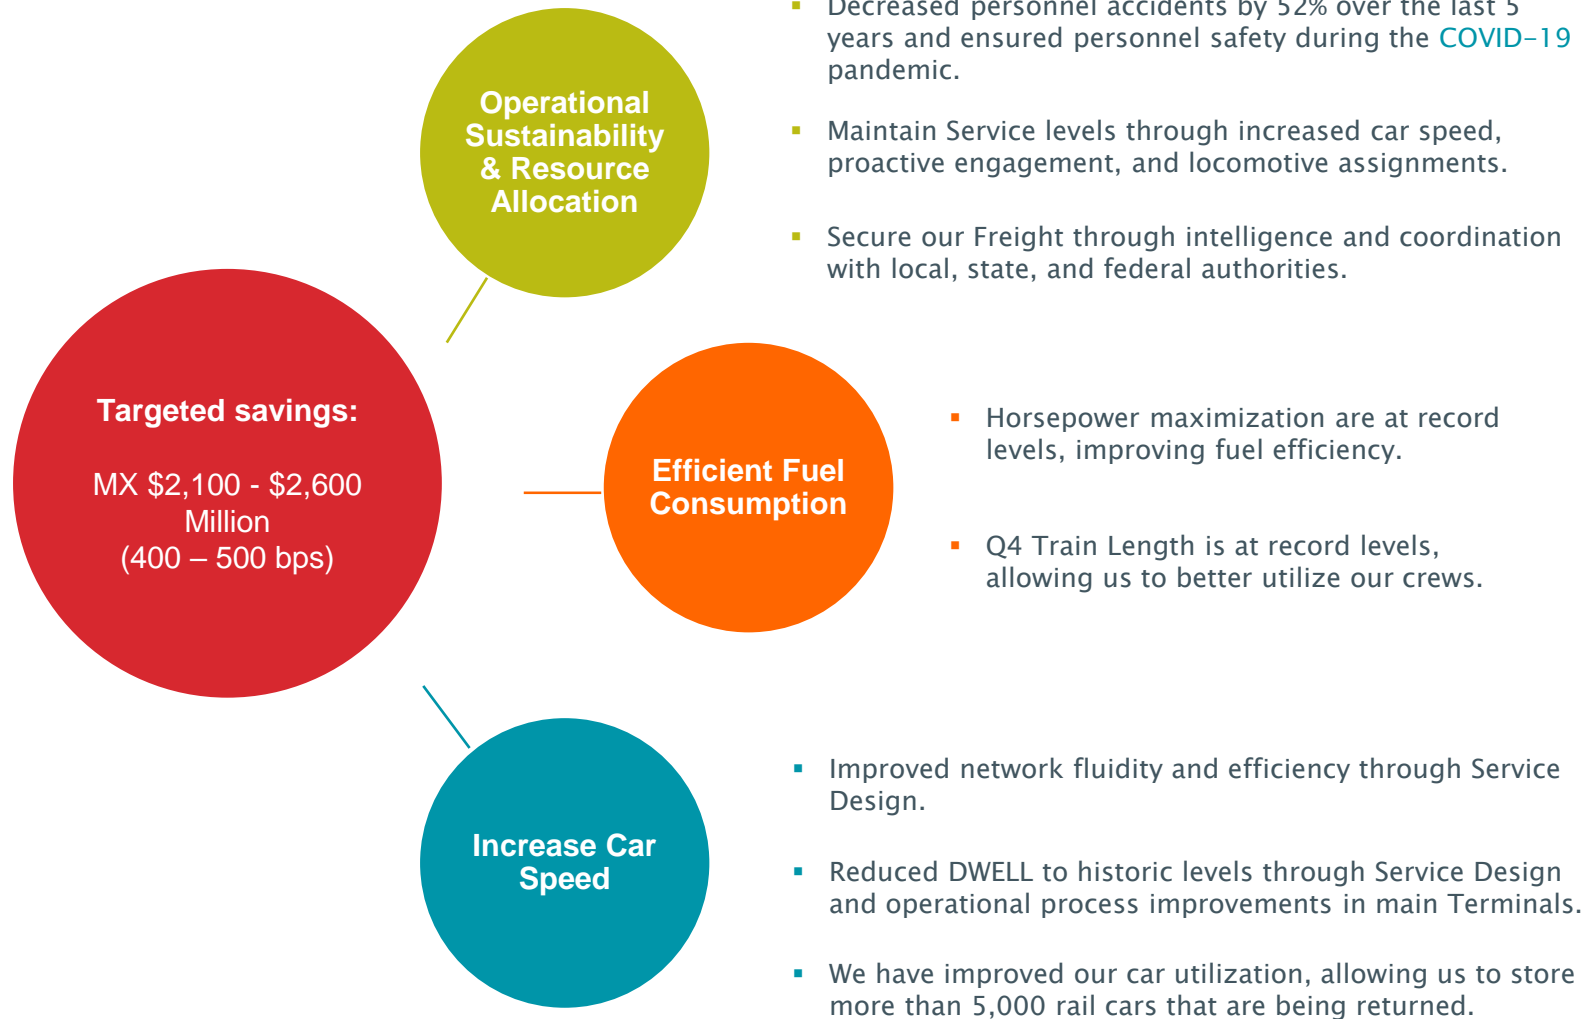 Decreased personnel accidents by 52% over the last 5
years and ensured personnel safety during the COVID-19
pandemic.
Operational
Sustainability
& Resource
Allocation
Maintain Service levels through increased car speed,
proactive engagement, and locomotive assignments.
Secure our Freight through intelligence and coordination
with local, state, and federal authorities.
Targeted savings:
MX $2,100 - $2,600
Million
(400 – 500 bps)
Efficient Fuel
Consumption
Horsepower maximization are at record
levels, improving fuel efficiency.
Q4 Train Length is at record levels,
allowing us to better utilize our crews.
Increase Car
Speed
Improved network fluidity and efficiency through Service
Design.
Reduced DWELL to historic levels through Service Design
and operational process improvements in main Terminals.
We have improved our car utilization, allowing us to store
more than 5,000 rail cars that are being returned.